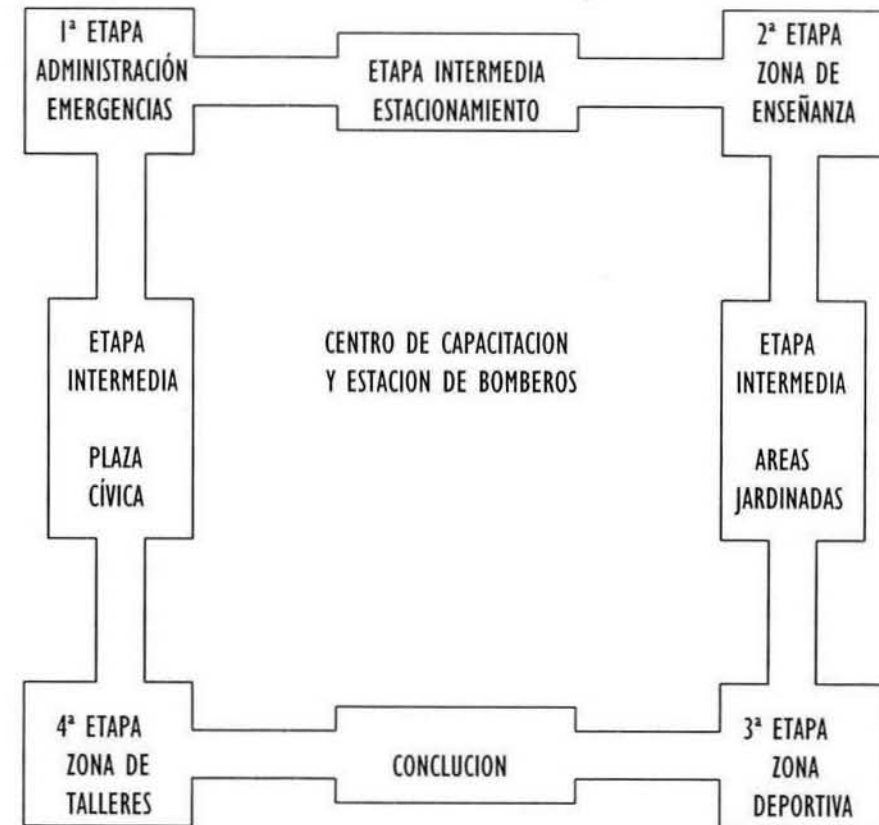 1ª ETAPA
ADMINISTRACIÓN
EMERGENCIAS
ETAPA INTERMEDIA
ESTACIONAMIENTO
2ª ETAPA
ZONA DE
ENSEÑANZA
ETAPA
INTERMEDIA
PLAZA
CÍVICA
CENTRO DE CAPACITACION
Y ESTACION DE BOMBEROS
ETAPA
INTERMEDIA
AREAS
JARDINADAS
4ª ETAPA
ZONA DE
TALLERES
CONCLUCION
3ª ETAPA
ZONA
DEPORTIVA